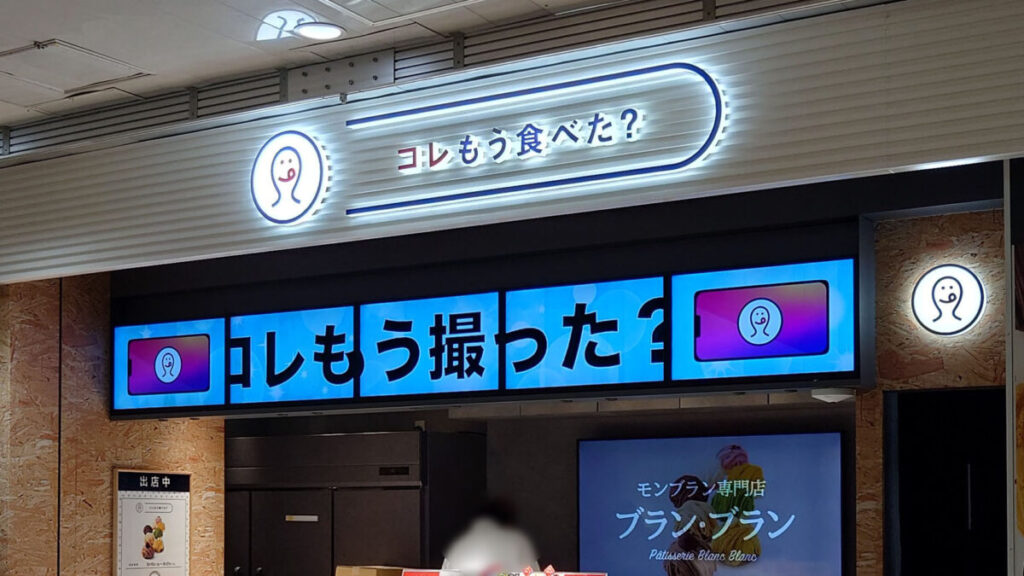 コレもう食べた？
コレもう撮った？
出店中
モンブラン専門店
ブラン・ブラン
Pâtisserie Blanc Blanc